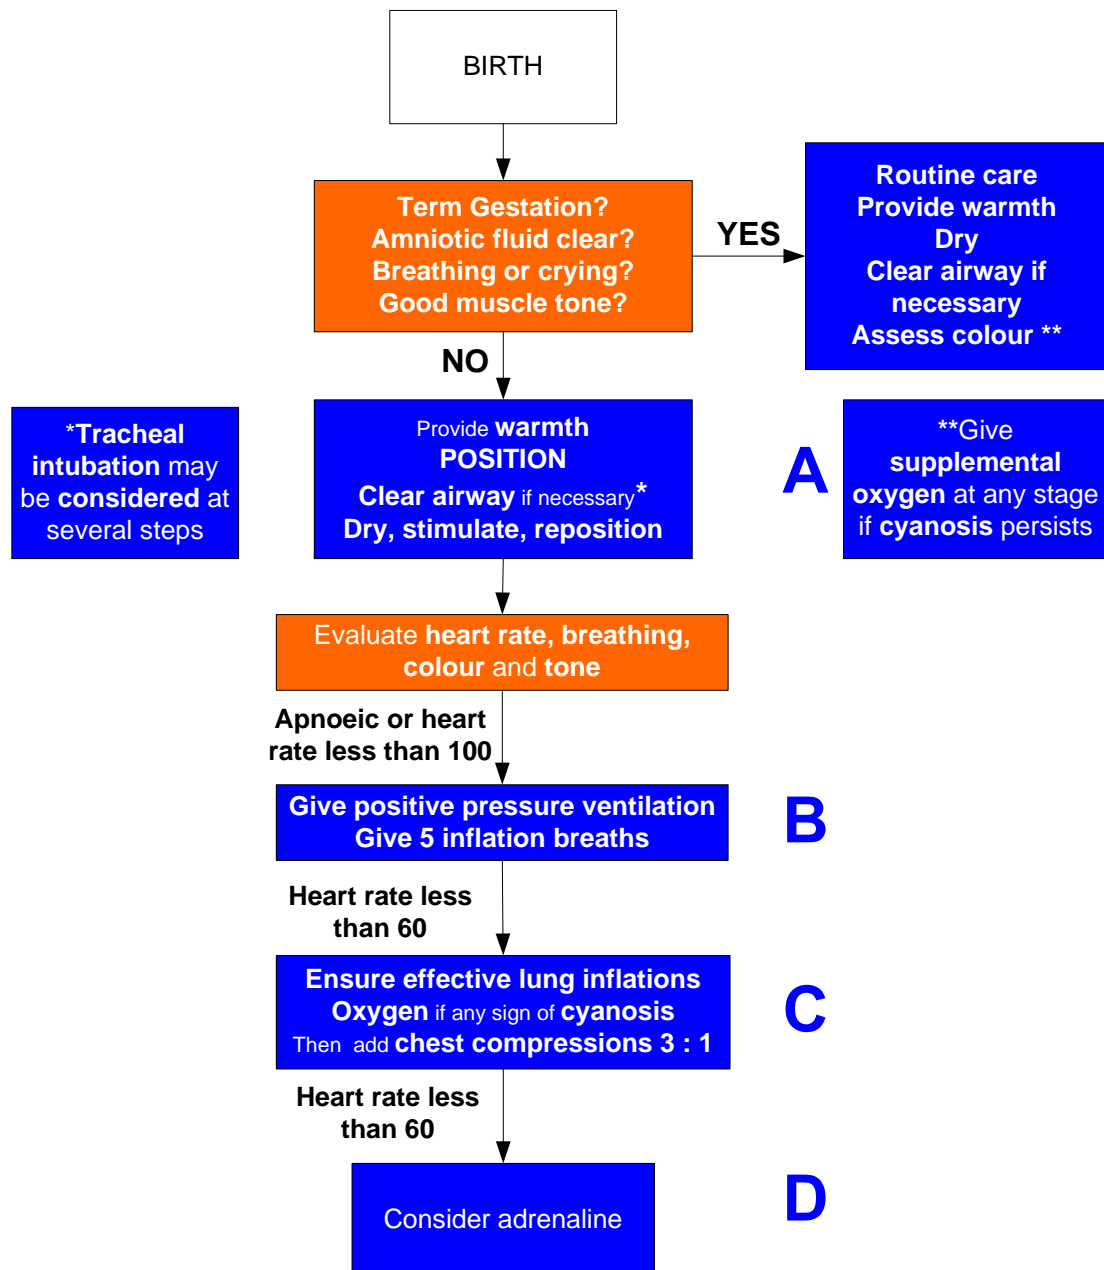 BIRTH
Term Gestation?
Amniotic fluid clear?
Breathing or crying?
Good muscle tone?
YES
Routine care
Provide warmth
Dry
Clear airway if
necessary
Assess colour **
NO
*Tracheal
intubation may
be considered at
several steps
Provide warmth
POSITION
Clear airway if necessary*
Dry, stimulate, reposition
A
**Give
supplemental
oxygen at any stage
if cyanosis persists
Evaluate heart rate, breathing,
colour and tone
Apnoeic or heart
rate less than 100
Give positive pressure ventilation
Give 5 inflation breaths
B
Heart rate less
than 60
Ensure effective lung inflations
Oxygen if any sign of cyanosis
Then add chest compressions 3 : 1
C
Heart rate less
than 60
Consider adrenaline
D